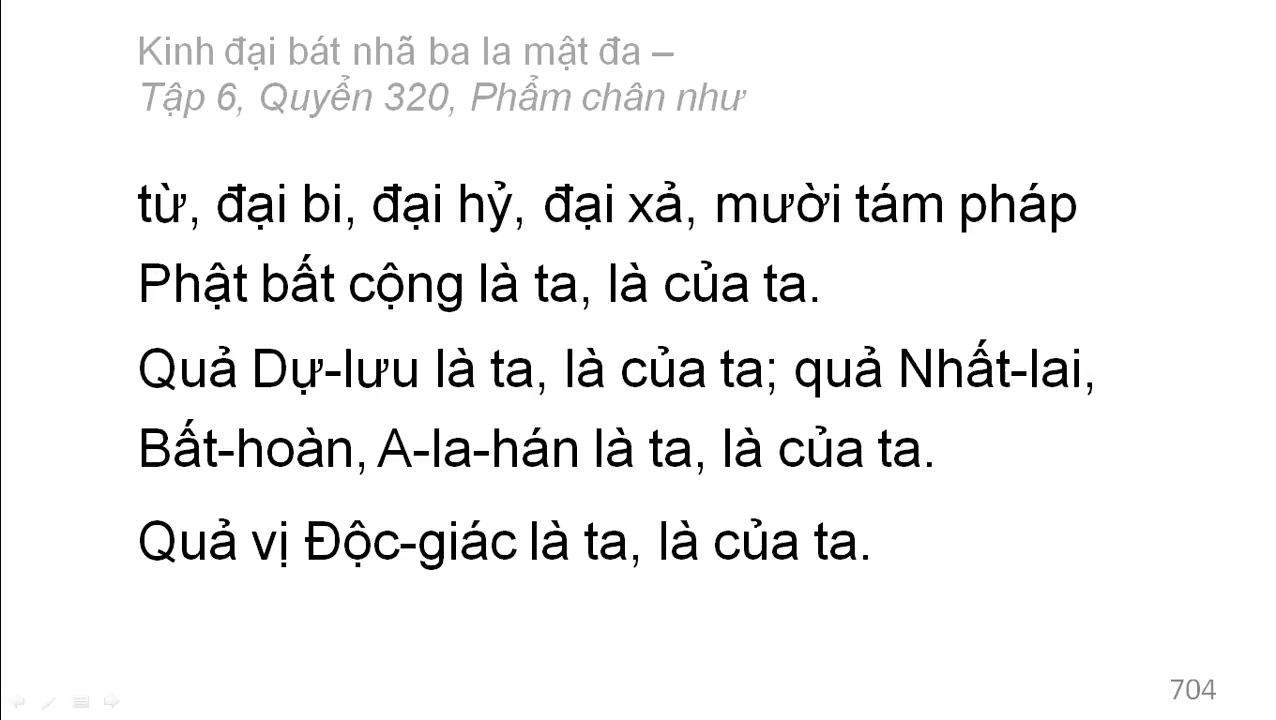 Kinh đại bát nhã ba la mật đa –
Tập 6, Quyển 320, Phẩm chân như
từ, đại bi, đại hỷ, đại xả, mười tám pháp
Phật bất cộng là ta, là của ta.
Quả Dự-lưu là ta, là của ta; quả Nhất-lai,
Bất-hoàn, A-la-hán là ta, là của ta.
Quả vị Độc-giác là ta, là của ta.
704